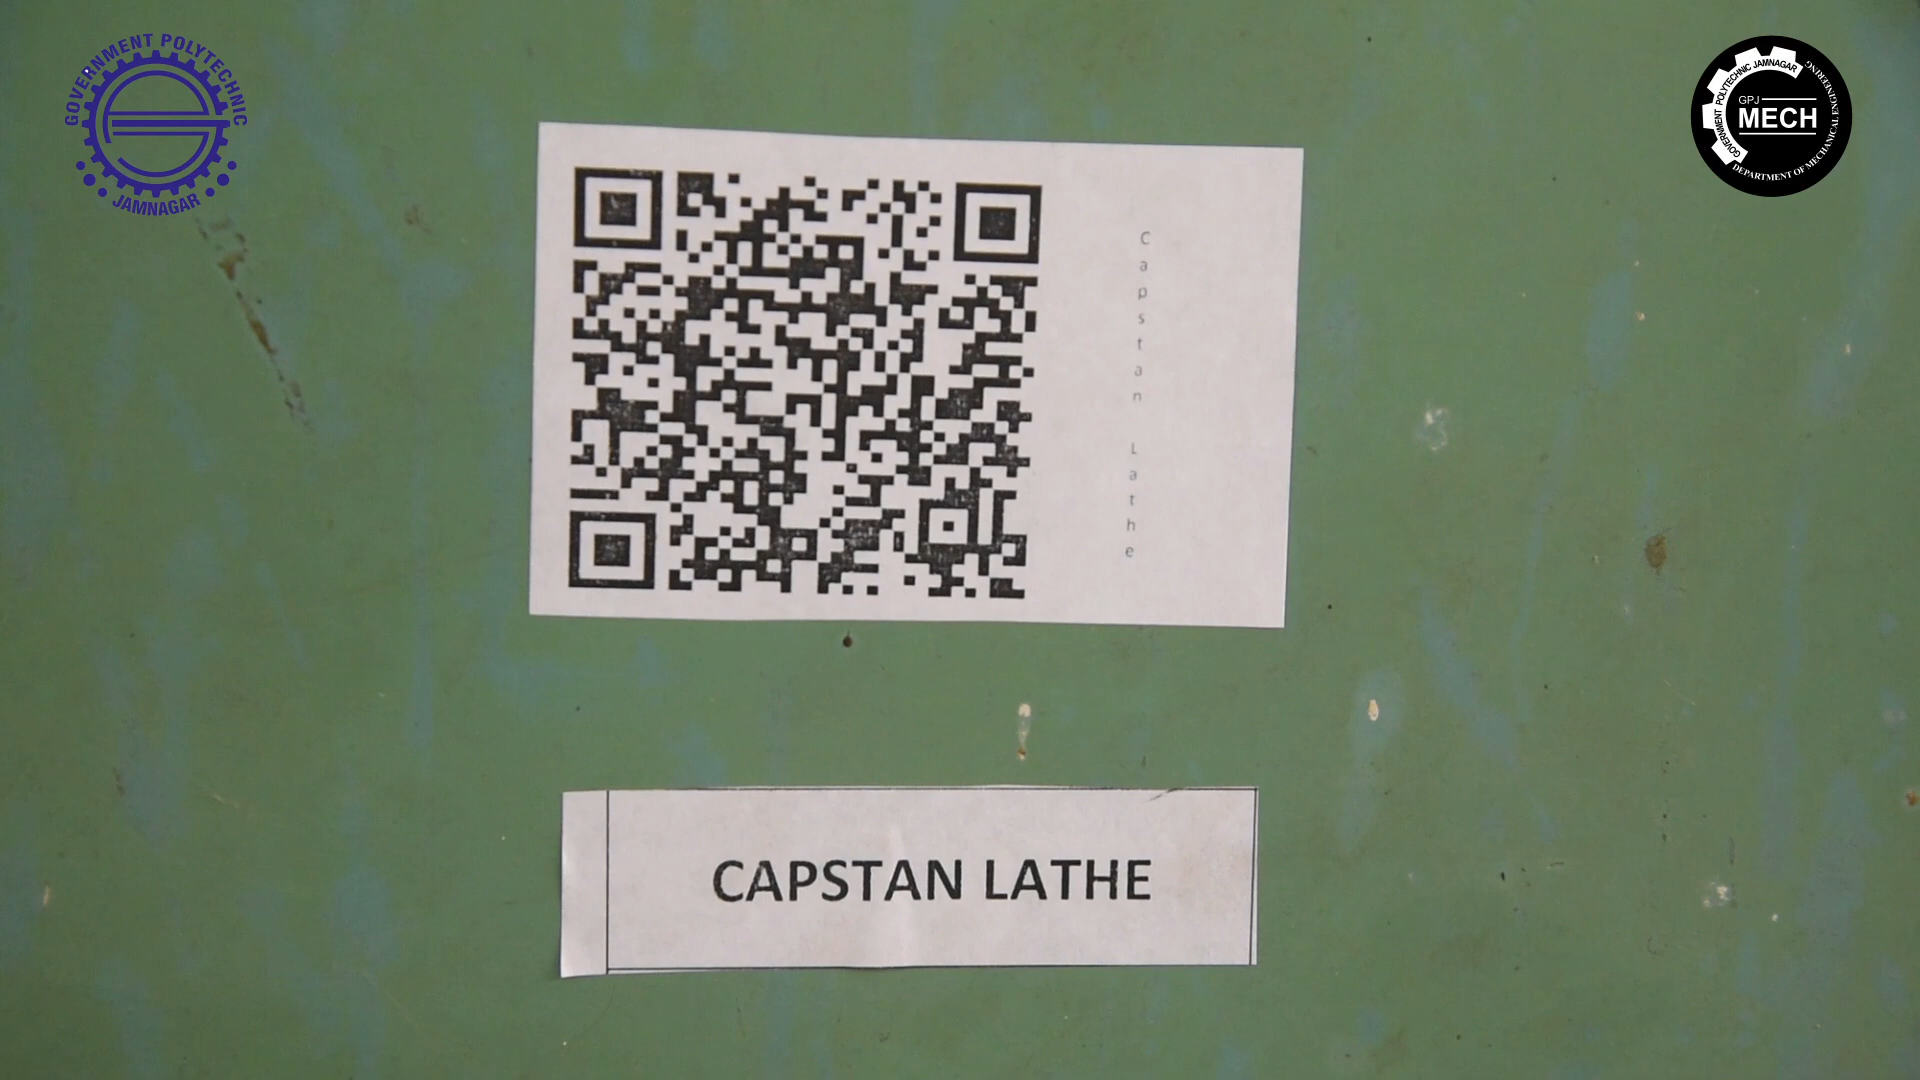 GOVERNMENT POLYTECHNIC
JAMNAGAR
GOVERNMENT POLYTECHNIC JAMNAGAR
GPJ
MECH
DEPARTMENT OF MECHANICAL ENGINEERING
Capstan Lathe
CAPSTAN LATHE